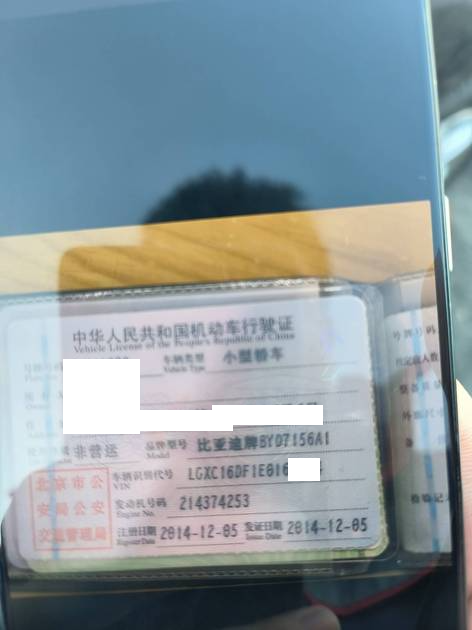 中华人民共和国机动车行驶证
Vehicle License of the People's Republic of China
车辆类型 小型轿车
Vehicle Type
非营运 品牌型号 比亚迪牌BYD7156A1
Model
车辆识别代号 LGXC16DF1E016
VIN
发动机号码 214374253
Engine No.
注册日期 2014-12-05 发证日期 2014-12-05
Register Date Issue Date
北京市公
安局公安
交通管理局
号牌号码